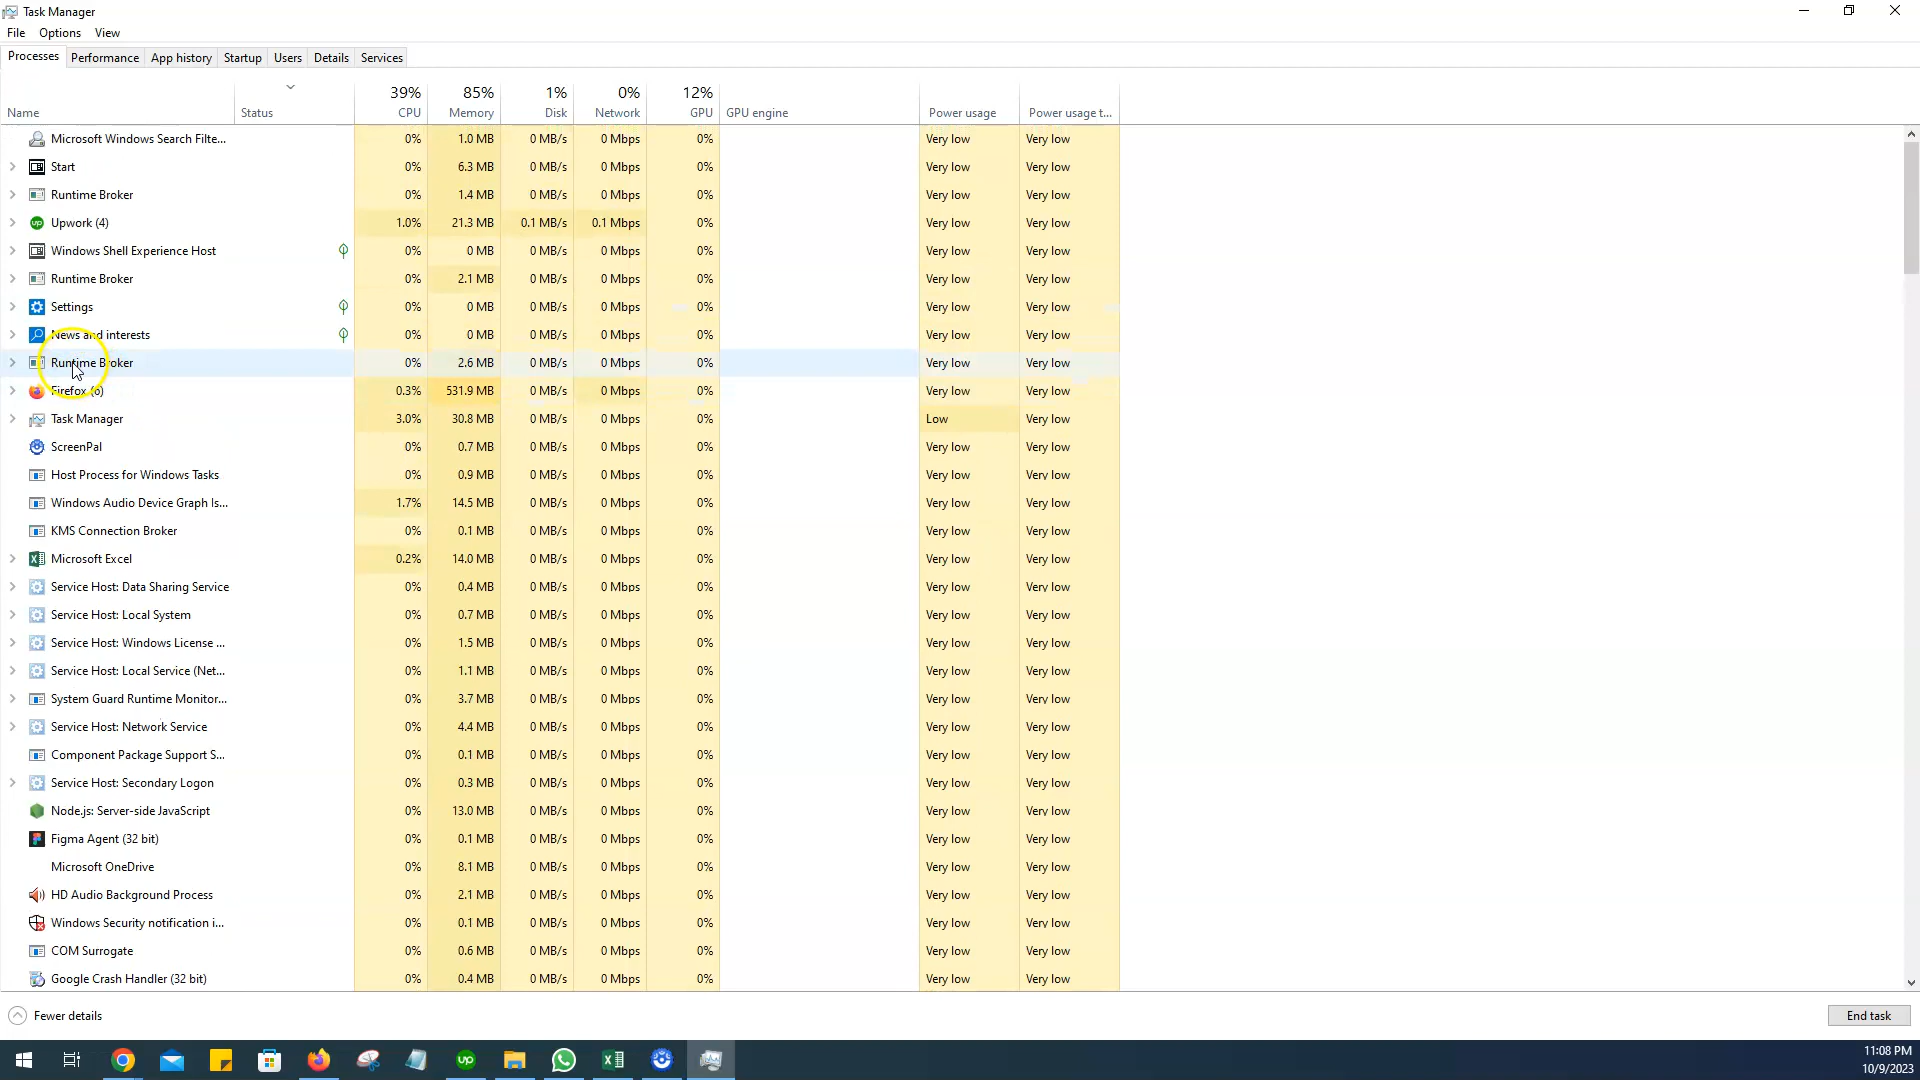 Task Manager
File Options View
Processes Performance App history Startup Users Details Services
39% 85% 1% 0% 12%
Name Status CPU Memory Disk Network GPU GPU engine Power usage Power usage t...
Microsoft Windows Search Filte... 0% 1.0 MB 0 MB/s 0 Mbps 0% Very low Very low
Start 0% 6.3 MB 0 MB/s 0 Mbps 0% Very low Very low
Runtime Broker 0% 1.4 MB 0 MB/s 0 Mbps 0% Very low Very low
Upwork (4) 1.0% 21.3 MB 0.1 MB/s 0.1 Mbps 0% Very low Very low
Windows Shell Experience Host 0% 0 MB 0 MB/s 0 Mbps 0% Very low Very low
Runtime Broker 0% 2.1 MB 0 MB/s 0 Mbps 0% Very low Very low
Settings 0% 0 MB 0 MB/s 0 Mbps 0% Very low Very low
News and interests 0% 0 MB 0 MB/s 0 Mbps 0% Very low Very low
Runtime Broker 0% 2.6 MB 0 MB/s 0 Mbps 0% Very low Very low
Firefox (6) 0.3% 531.9 MB 0 MB/s 0 Mbps 0% Very low Very low
Task Manager 3.0% 30.8 MB 0 MB/s 0 Mbps 0% Low Very low
ScreenPal 0% 0.7 MB 0 MB/s 0 Mbps 0% Very low Very low
Host Process for Windows Tasks 0% 0.9 MB 0 MB/s 0 Mbps 0% Very low Very low
Windows Audio Device Graph Is... 1.7% 14.5 MB 0 MB/s 0 Mbps 0% Very low Very low
KMS Connection Broker 0% 0.1 MB 0 MB/s 0 Mbps 0% Very low Very low
Microsoft Excel 0.2% 14.0 MB 0 MB/s 0 Mbps 0% Very low Very low
Service Host: Data Sharing Service 0% 0.4 MB 0 MB/s 0 Mbps 0% Very low Very low
Service Host: Local System 0% 0.7 MB 0 MB/s 0 Mbps 0% Very low Very low
Service Host: Windows License ... 0% 1.5 MB 0 MB/s 0 Mbps 0% Very low Very low
Service Host: Local Service (Net... 0% 1.1 MB 0 MB/s 0 Mbps 0% Very low Very low
System Guard Runtime Monitor... 0% 3.7 MB 0 MB/s 0 Mbps 0% Very low Very low
Service Host: Network Service 0% 4.4 MB 0 MB/s 0 Mbps 0% Very low Very low
Component Package Support S... 0% 0.1 MB 0 MB/s 0 Mbps 0% Very low Very low
Service Host: Secondary Logon 0% 0.3 MB 0 MB/s 0 Mbps 0% Very low Very low
Node.js: Server-side JavaScript 0% 13.0 MB 0 MB/s 0 Mbps 0% Very low Very low
Figma Agent (32 bit) 0% 0.1 MB 0 MB/s 0 Mbps 0% Very low Very low
Microsoft OneDrive 0% 8.1 MB 0 MB/s 0 Mbps 0% Very low Very low
HD Audio Background Process 0% 2.1 MB 0 MB/s 0 Mbps 0% Very low Very low
Windows Security notification i... 0% 0.1 MB 0 MB/s 0 Mbps 0% Very low Very low
COM Surrogate 0% 0.6 MB 0 MB/s 0 Mbps 0% Very low Very low
Google Crash Handler (32 bit) 0% 0.4 MB 0 MB/s 0 Mbps 0% Very low Very low
Fewer details End task
11:08 PM
10/9/2023